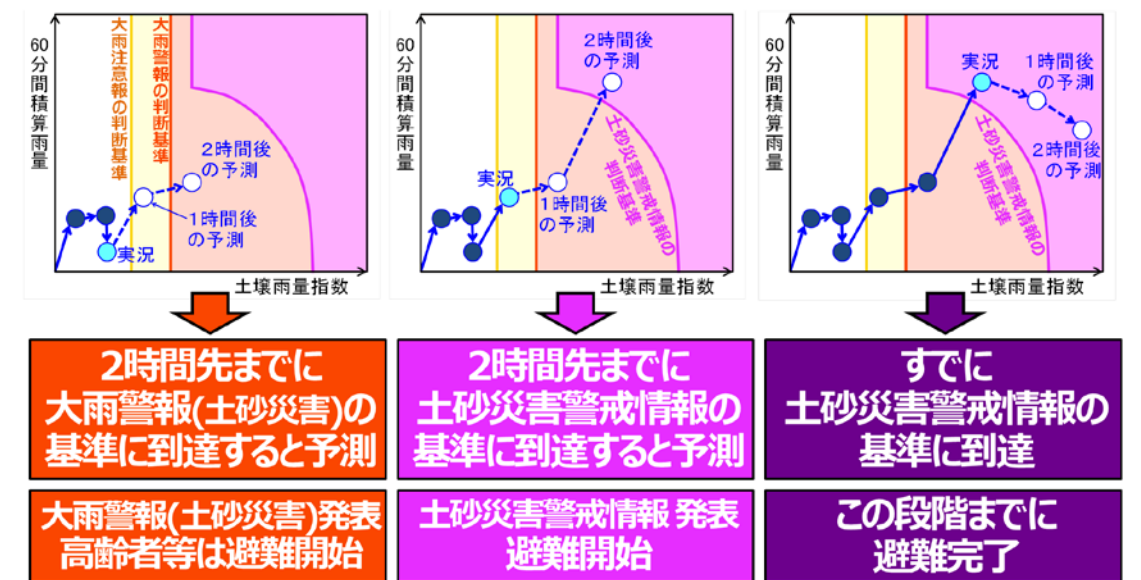 60分間積算雨量
大雨注意報の判断基準
大雨警報の判断基準
2時間後
の予測
1時間後
の予測
実況
土壌雨量指数
60分間積算雨量
2時間後
の予測
実況
1時間後
の予測
土砂災害警戒情報の
判断基準
土壌雨量指数
60分間積算雨量
実況
1時間後
の予測
2時間後
の予測
土砂災害警戒情報の
判断基準
土壌雨量指数
2時間先までに
大雨警報(土砂災害)の
基準に到達すると予測
2時間先までに
土砂災害警戒情報の
基準に到達すると予測
すでに
土砂災害警戒情報の
基準に到達
大雨警報(土砂災害)発表
高齢者等は避難開始
土砂災害警戒情報 発表
避難開始
この段階までに
避難完了